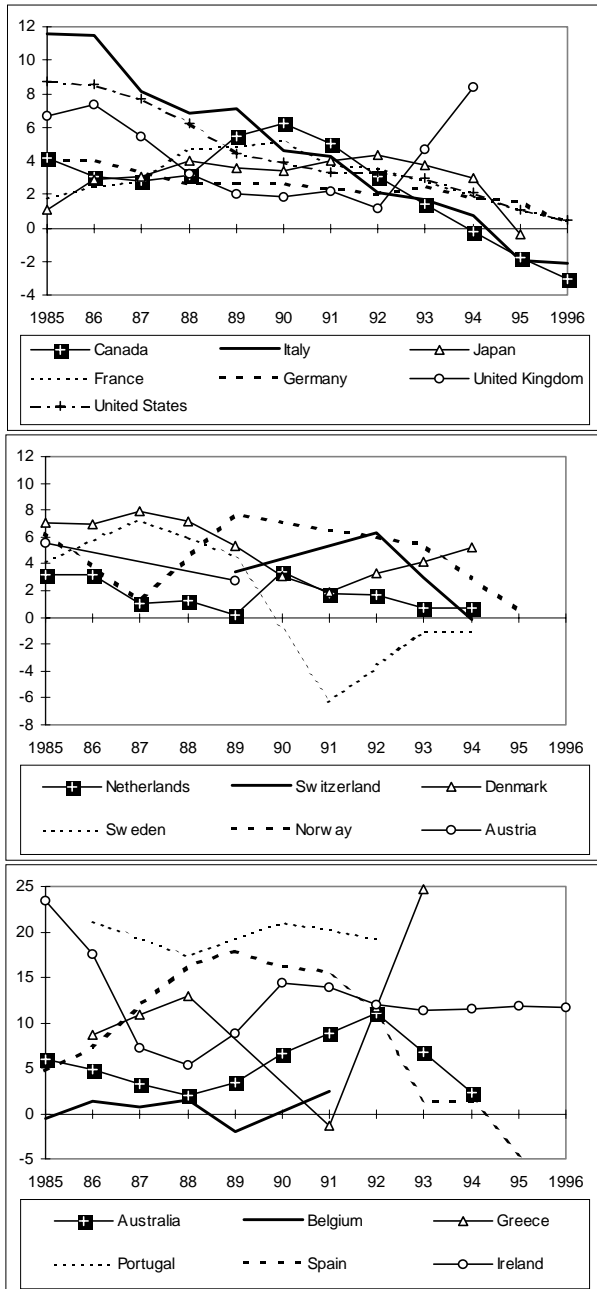 12
10
8
6
4
2
0
-2
-4
1985 86 87 88 89 90 91 92 93 94 95 1996
Canada Italy Japan
France Germany United Kingdom
United States
12
10
8
6
4
2
0
-2
-4
-6
-8
1985 86 87 88 89 90 91 92 93 94 95 1996
Netherlands Switzerland Denmark
Sweden Norway Austria
25
20
15
10
5
0
-5
1985 86 87 88 89 90 91 92 93 94 95 1996
Australia Belgium Greece
Portugal Spain Ireland